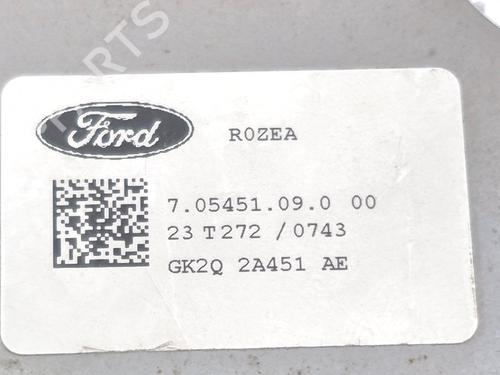 Ford
R0ZEA
7.05451.09.0 00
23 T272 / 0743
GK2Q 2A451 AE